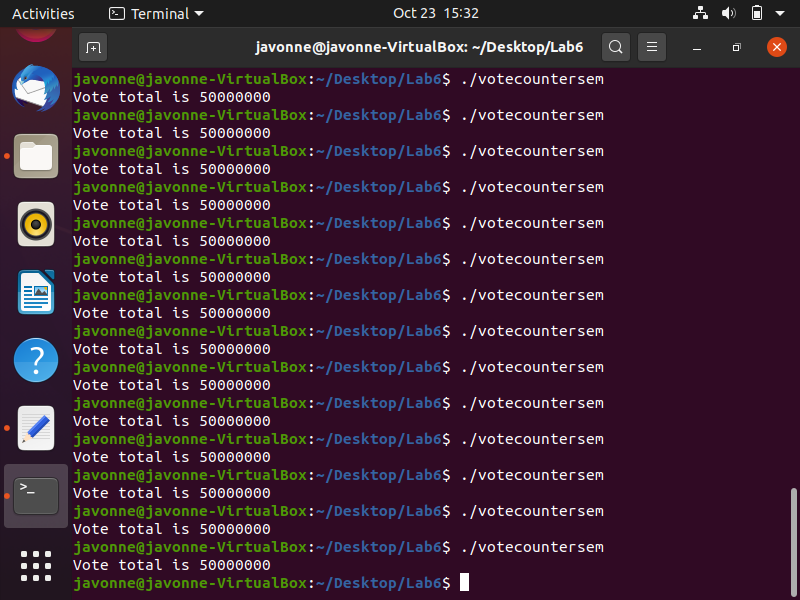 Activities Terminal Oct 23 15:32
javonne@javonne-VirtualBox: ~/Desktop/Lab6
javonne@javonne-VirtualBox:~/Desktop/Lab6$ ./votecountersem
Vote total is 50000000
javonne@javonne-VirtualBox:~/Desktop/Lab6$ ./votecountersem
Vote total is 50000000
javonne@javonne-VirtualBox:~/Desktop/Lab6$ ./votecountersem
Vote total is 50000000
javonne@javonne-VirtualBox:~/Desktop/Lab6$ ./votecountersem
Vote total is 50000000
javonne@javonne-VirtualBox:~/Desktop/Lab6$ ./votecountersem
Vote total is 50000000
javonne@javonne-VirtualBox:~/Desktop/Lab6$ ./votecountersem
Vote total is 50000000
javonne@javonne-VirtualBox:~/Desktop/Lab6$ ./votecountersem
Vote total is 50000000
javonne@javonne-VirtualBox:~/Desktop/Lab6$ ./votecountersem
Vote total is 50000000
javonne@javonne-VirtualBox:~/Desktop/Lab6$ ./votecountersem
Vote total is 50000000
javonne@javonne-VirtualBox:~/Desktop/Lab6$ ./votecountersem
Vote total is 50000000
javonne@javonne-VirtualBox:~/Desktop/Lab6$ ./votecountersem
Vote total is 50000000
javonne@javonne-VirtualBox:~/Desktop/Lab6$ ./votecountersem
Vote total is 50000000
javonne@javonne-VirtualBox:~/Desktop/Lab6$ ./votecountersem
Vote total is 50000000
javonne@javonne-VirtualBox:~/Desktop/Lab6$ ./votecountersem
Vote total is 50000000
javonne@javonne-VirtualBox:~/Desktop/Lab6$